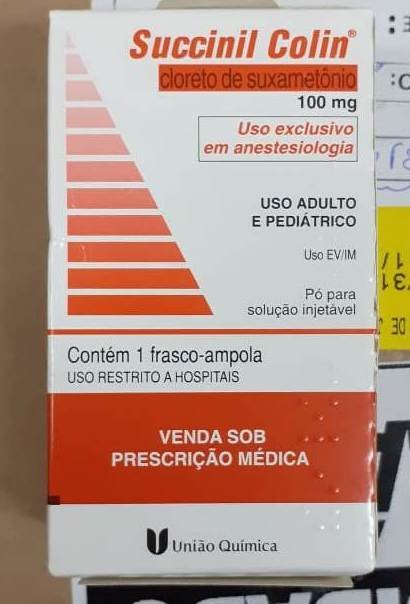 Succinil Colin®
cloreto de suxametônio
100 mg
Uso exclusivo
em anestesiologia
USO ADULTO
E PEDIÁTRICO
Uso EV/IM
Pó para
solução injetável
Contém 1 frasco-ampola
USO RESTRITO A HOSPITAIS
VENDA SOB
PRESCRIÇÃO MÉDICA
União Química